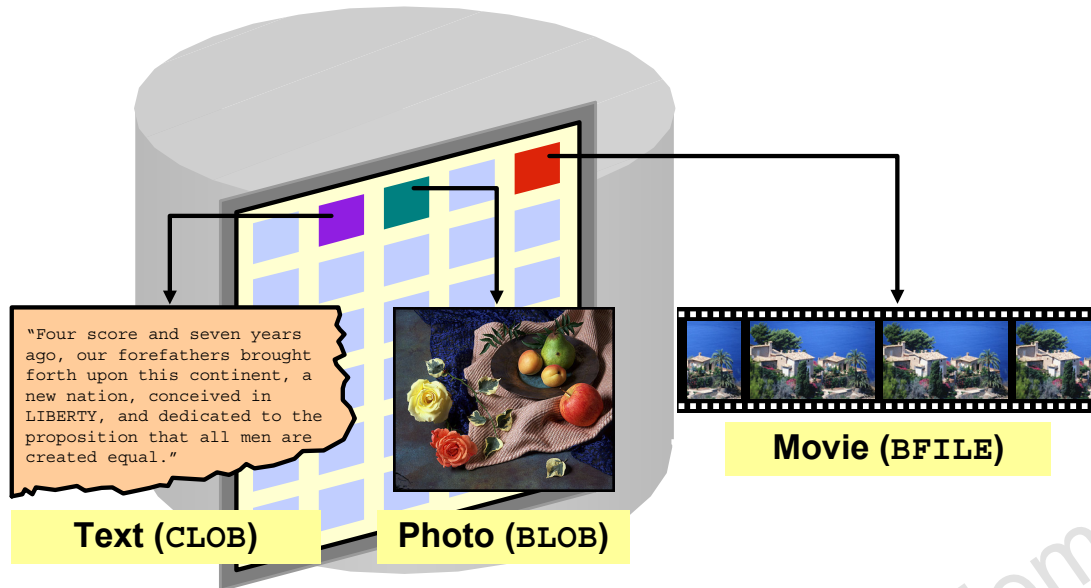 "Four score and seven years
ago, our forefathers brought
forth upon this continent, a
new nation, conceived in
LIBERTY, and dedicated to the
proposition that all men are
created equal."
Text (CLOB)
Photo (BLOB)
Movie (BFILE)